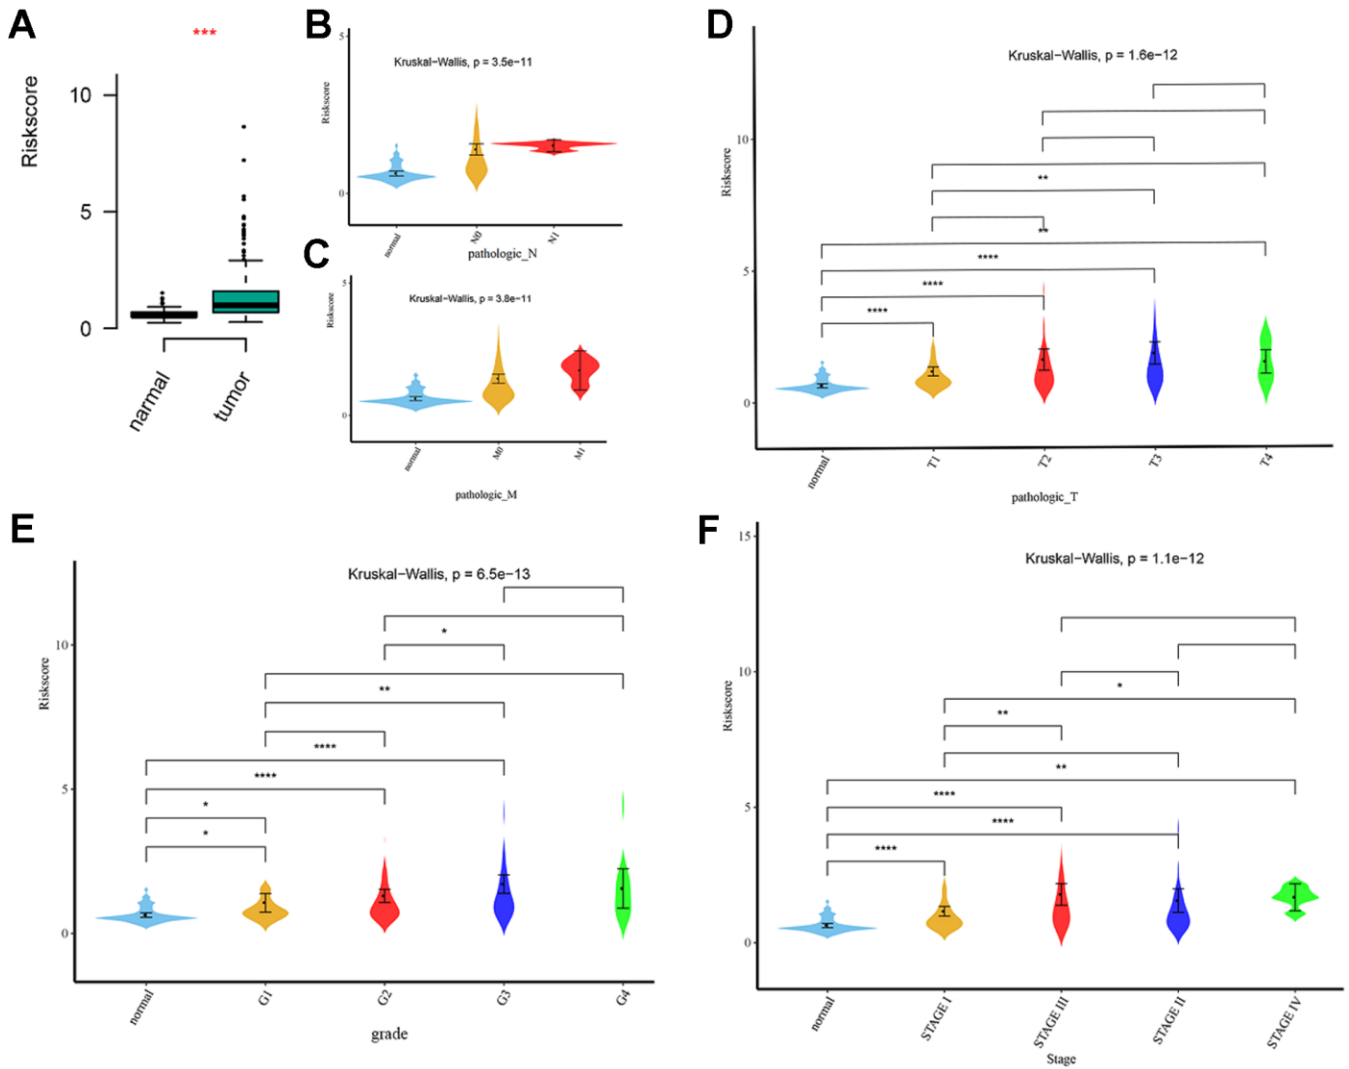 A
***
Riskscore
10
5
0
narmal
tumor
B
5
Kruskal-Wallis, p = 3.5e-11
Riskscore
0
normal
N0
N1
pathologic_N
C
5
Kruskal-Wallis, p = 3.8e-11
Riskscore
0
normal
M0
M1
pathologic_M
D
Kruskal-Wallis, p = 1.6e-12
10
Riskscore
**
**
****
****
5
****
0
normal
T1
T2
T3
T4
pathologic_T
E
Kruskal-Wallis, p = 6.5e-13
*
10
Riskscore
**
****
****
5
*
*
0
normal
G1
G2
G3
G4
grade
F
15
Kruskal-Wallis, p = 1.1e-12
10
*
Riskscore
**
**
****
5
****
****
0
normal
STAGE I
STAGE III
STAGE II
STAGE IV
Stage